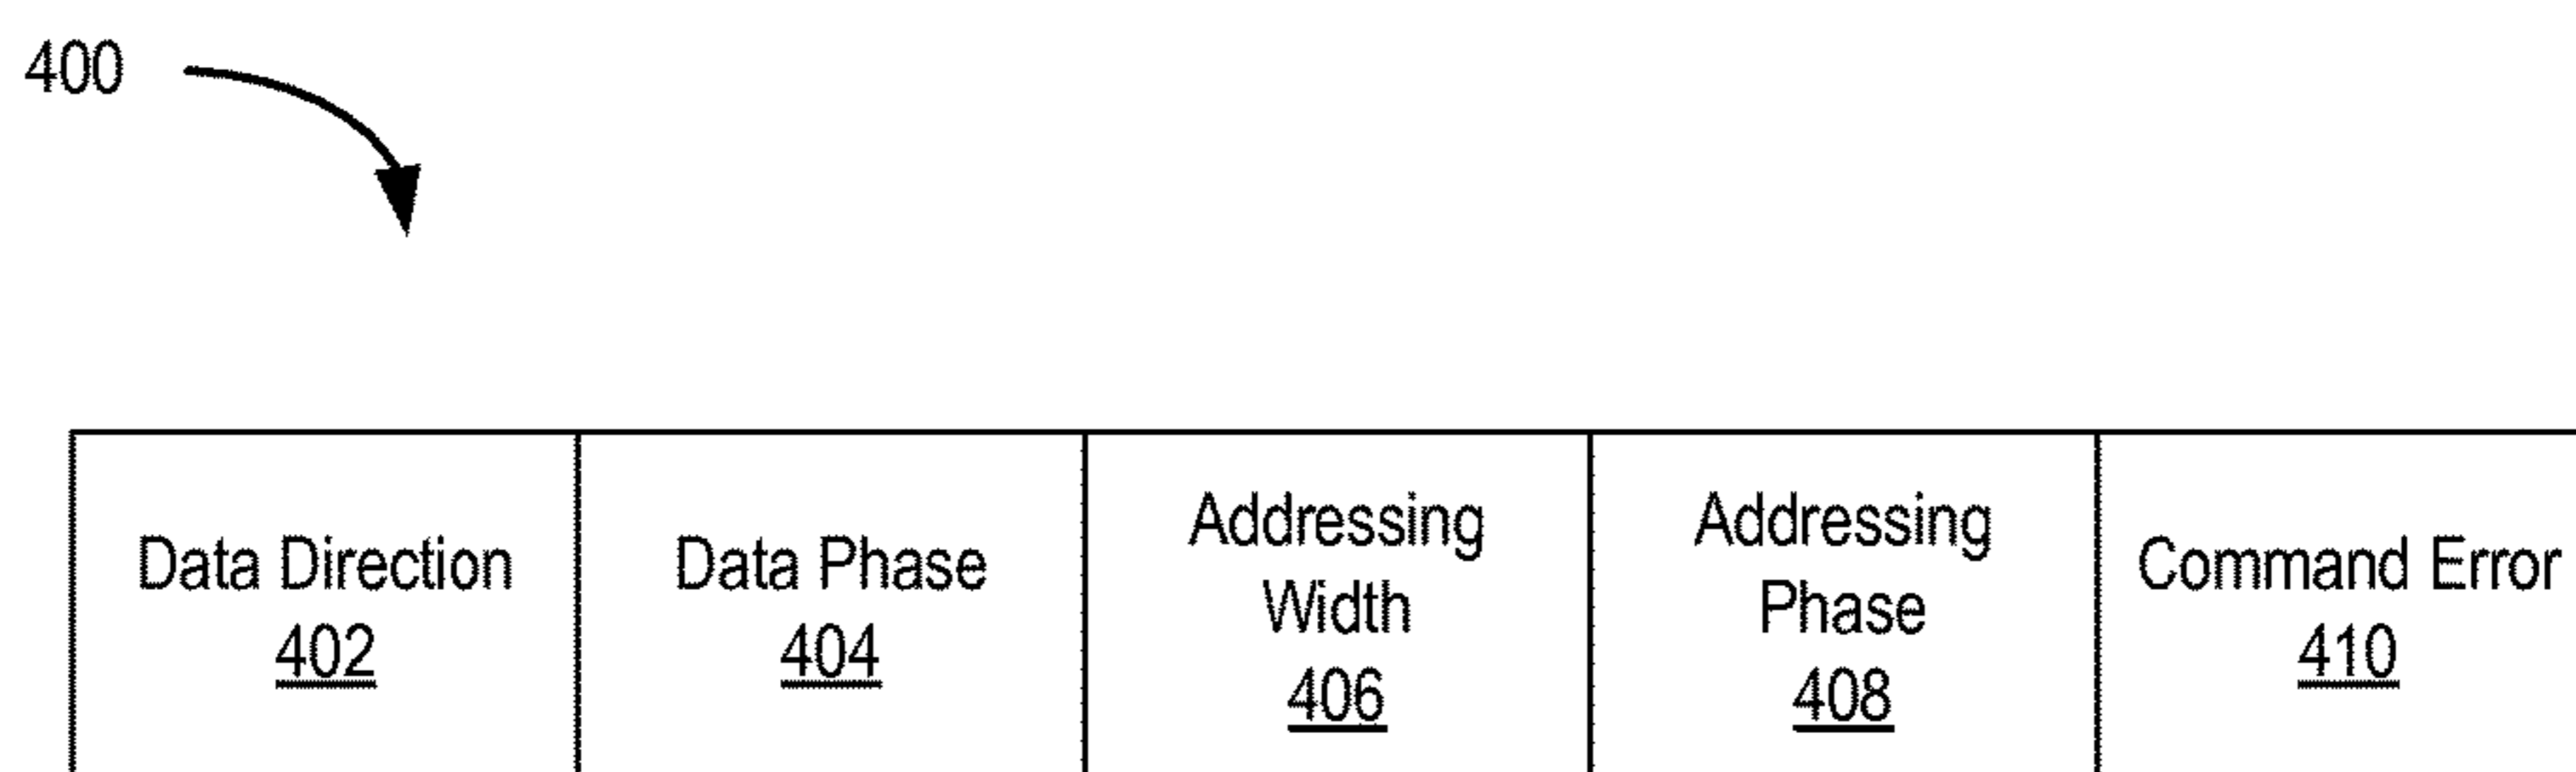 400
Data Direction
402
Data Phase
404
Addressing
Width
406
Addressing
Phase
408
Command Error
410